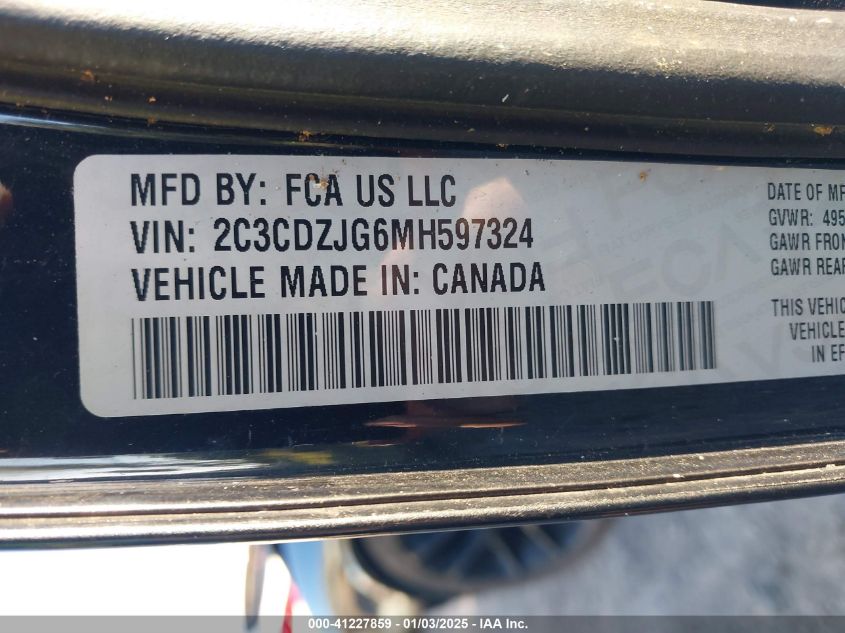 MFD BY: FCA US LLC
VIN: 2C3CDZJG6MH597324
VEHICLE MADE IN: CANADA
DATE OF MF
GVWR: 495
GAWR FRON
GAWR REAR
THIS VEHIC
VEHICLE
IN EF
000-41227859 - 01/03/2025 - IAA Inc.